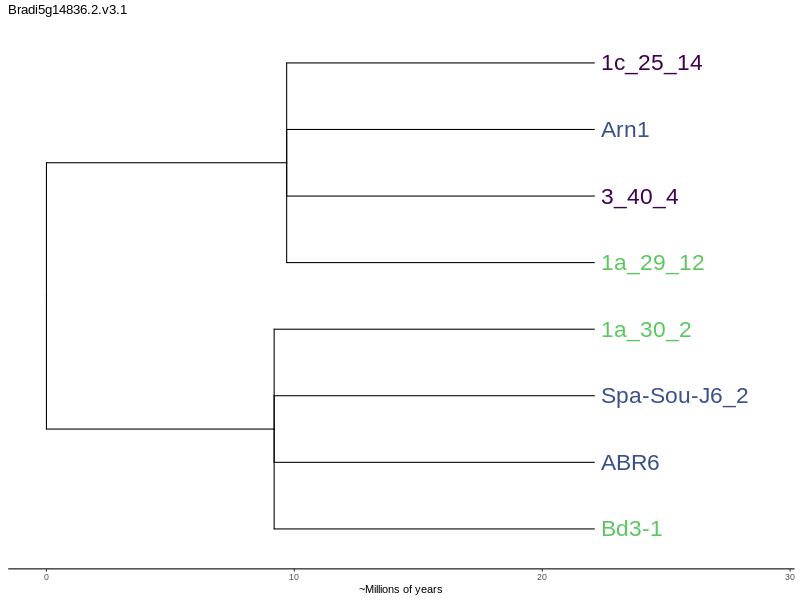 Bradi5g14836.2.v3.1
1c_25_14
Arn1
3_40_4
1a_29_12
1a_30_2
Spa-Sou-J6_2
ABR6
Bd3-1
0 10 20 30
~Millions of years